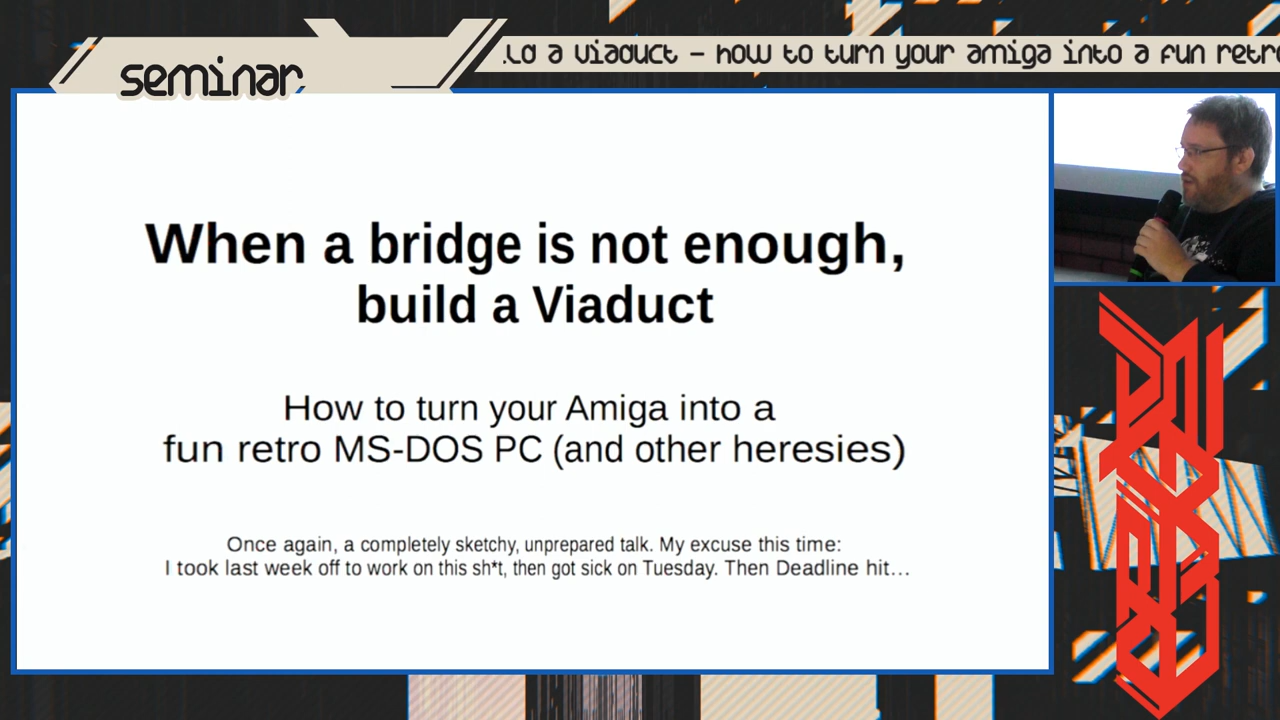 seminar
ld a viaduct - how to turn your amiga into a fun retro
When a bridge is not enough,
build a Viaduct
How to turn your Amiga into a
fun retro MS-DOS PC (and other heresies)
Once again, a completely sketchy, unprepared talk. My excuse this time:
I took last week off to work on this sh*t, then got sick on Tuesday. Then Deadline hit…